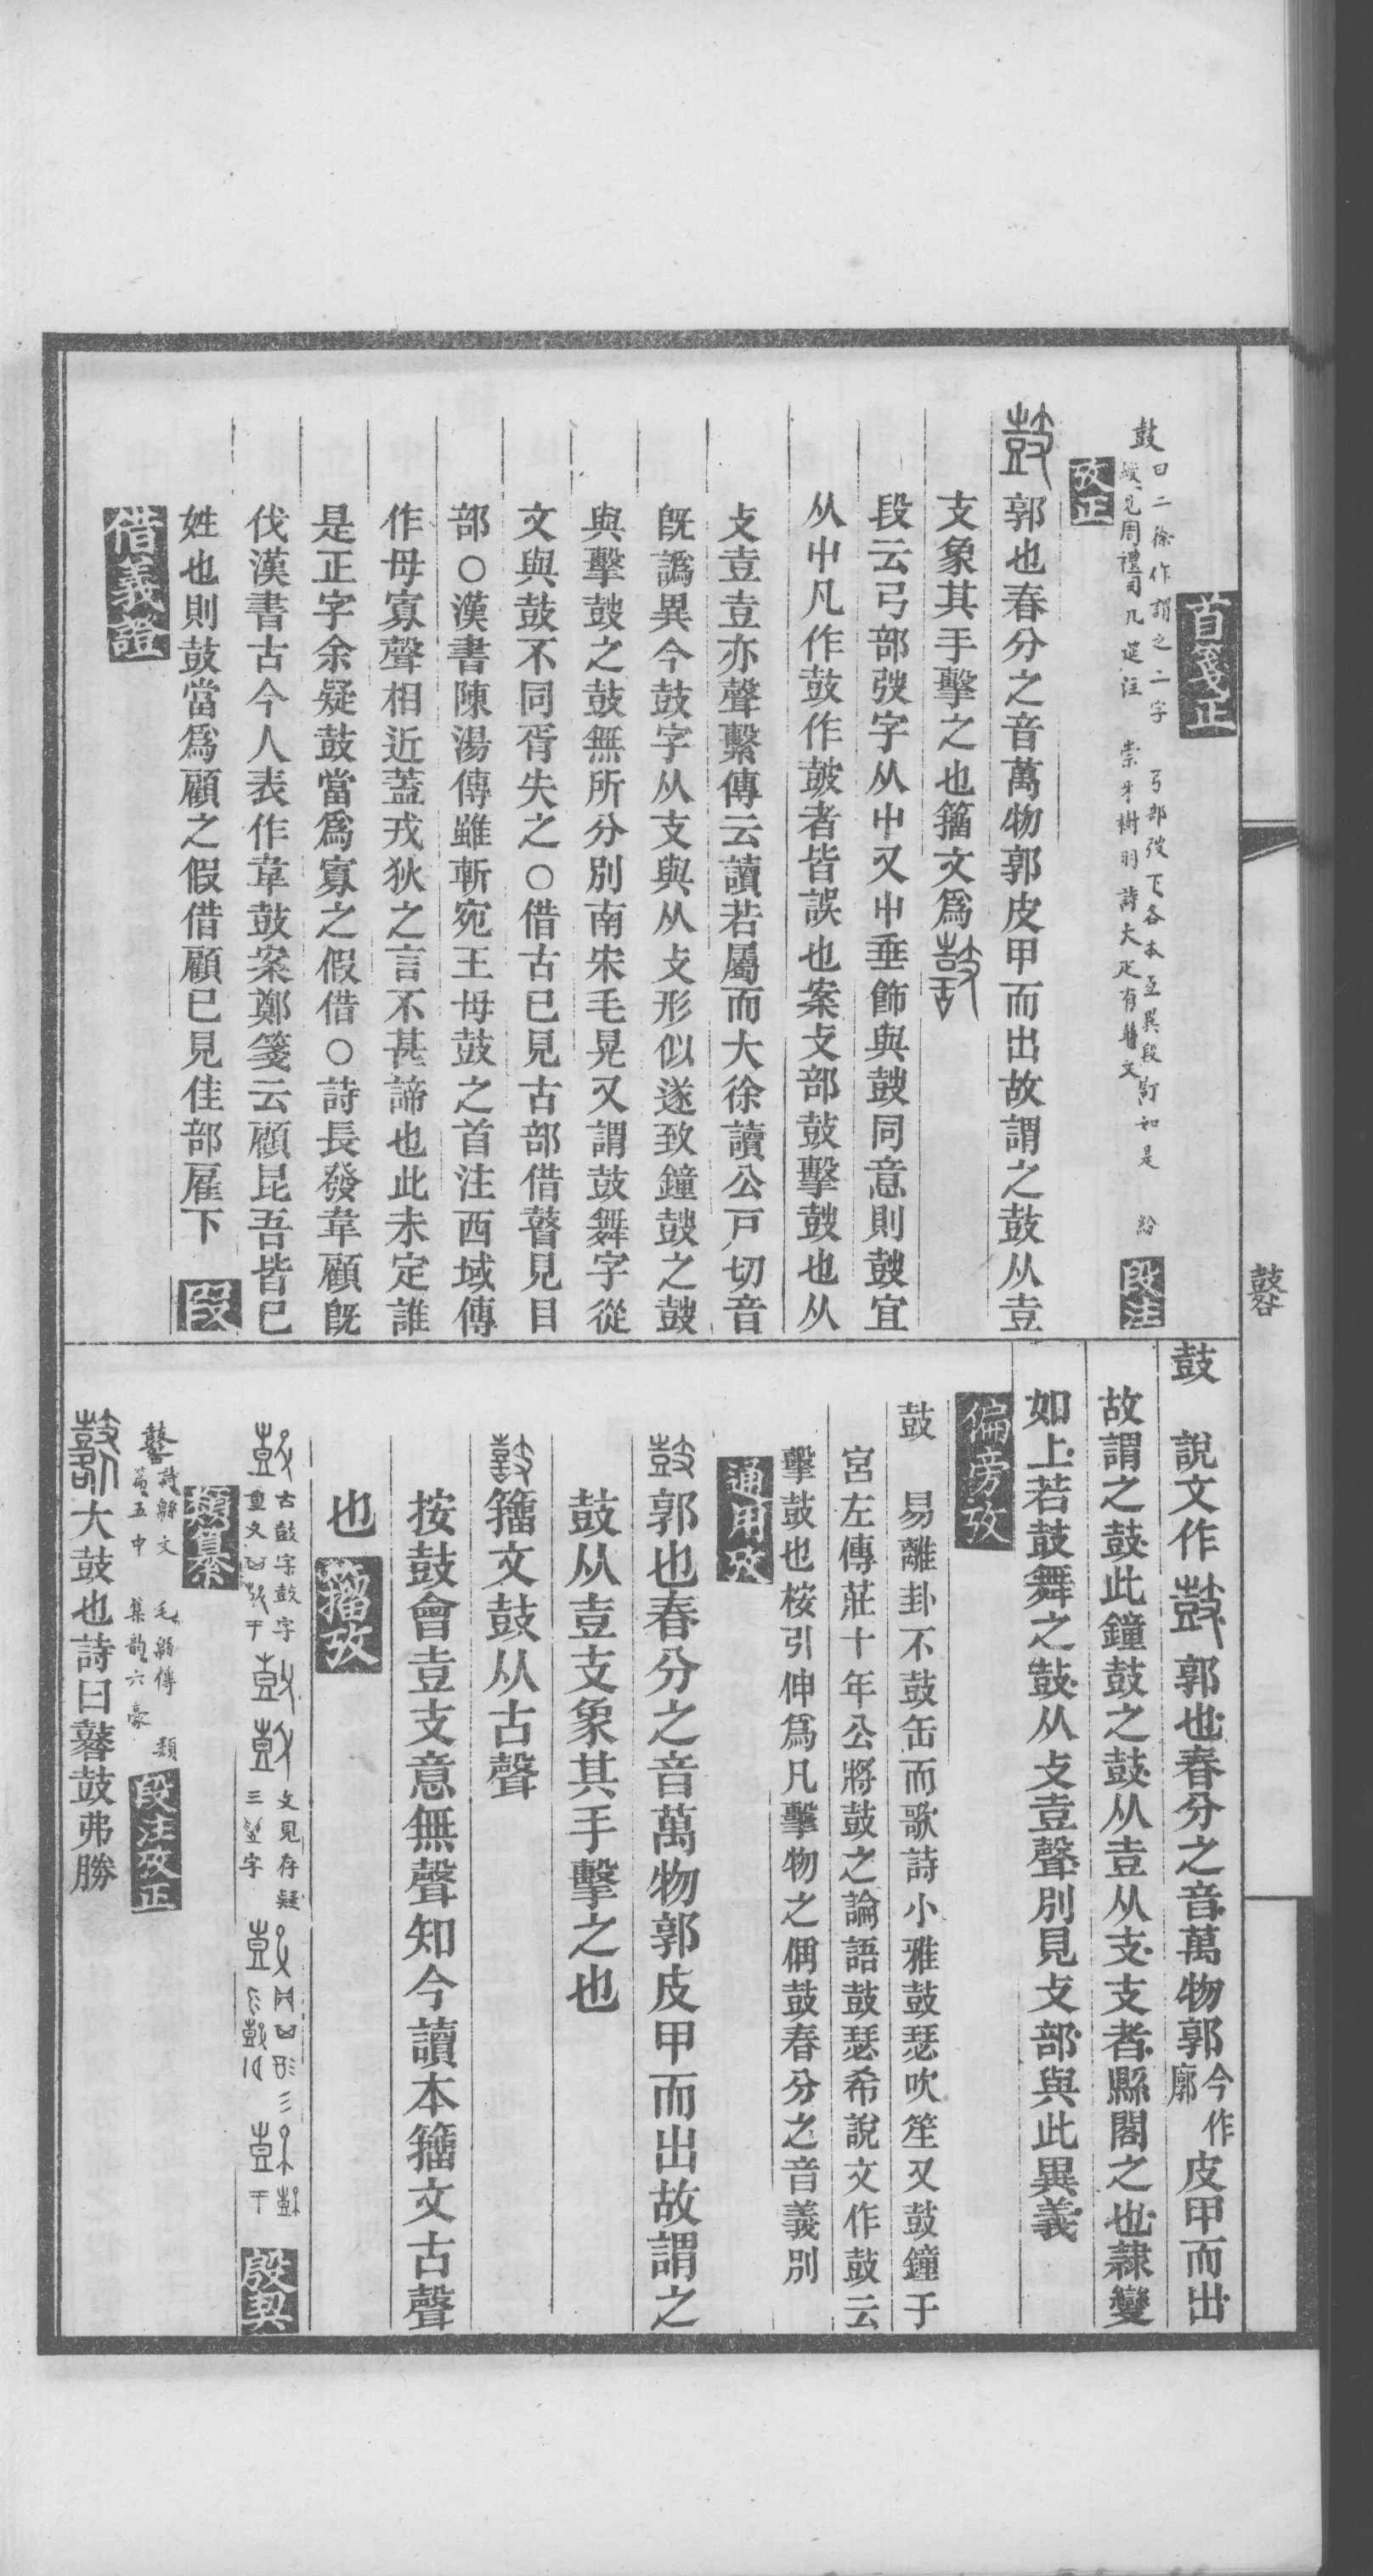 首箋正
鼓曰二徐作謂之二字 弓部弢下各本互異段訂如是 紛
見周禮司几筵注 崇牙樹羽詩大疋有瞽文
段注
攷正
鼓郭也春分之音萬物郭皮甲而出故謂之鼓从壴
支象其手擊之也籀文爲鼛
段云弓部弢字从屮又屮垂飾與鼓同意則鼓宜
从屮凡作鼓作皷者皆誤也案攴部鼓擊鼓也从
攴壴壴亦聲繫傳云讀若屬而大徐讀公戸切音
旣譌異今鼓字从支與从攴形似遂致鐘鼓之鼓
與擊鼓之鼓無所分別南宋毛晃又謂鼓舞字從
文與鼓不同胥失之○借古已見古部借瞽見目
部○漢書陳湯傳雖斬宛王毋鼓之首注西域傳
作毋寡聲相近蓋戎狄之言不甚諦也此未定誰
是正字余疑鼓當爲寡之假借○詩長發韋顧旣
伐漢書古今人表作韋鼓案鄭箋云顧昆吾皆己
姓也則鼓當爲顧之假借顧已見隹部雇下
段
借義證
鼓 說文作鼓郭也春分之音萬物郭今作廓皮甲而出
故謂之鼓此鐘鼓之鼓从壴从支支者縣閣之也隸變
如上若鼓舞之鼓从攴壴聲別見攴部與此異義
偏旁攷
鼓 易離卦不鼓缶而歌詩小雅鼓瑟吹笙又鼓鐘于
宮左傳莊十年公將鼓之論語鼓瑟希說文作鼓云
擊鼓也桉引伸爲凡擊物之偁鼓春分之音義別
通用攷
鼓郭也春分之音萬物郭皮甲而出故謂之
鼓从壴支象其手擊之也
籀文鼓从古聲
按鼓會壴支意無聲知今讀本籀文古聲
也
籀攷
古鼓字鼓字
重文
文見存疑
三字
殷契
類纂
鼛詩緜文 毛緜傳 類
篇五中 集韵六豪
段注攷正
鼛大鼓也詩曰鼛鼓弗勝
鼓鼛